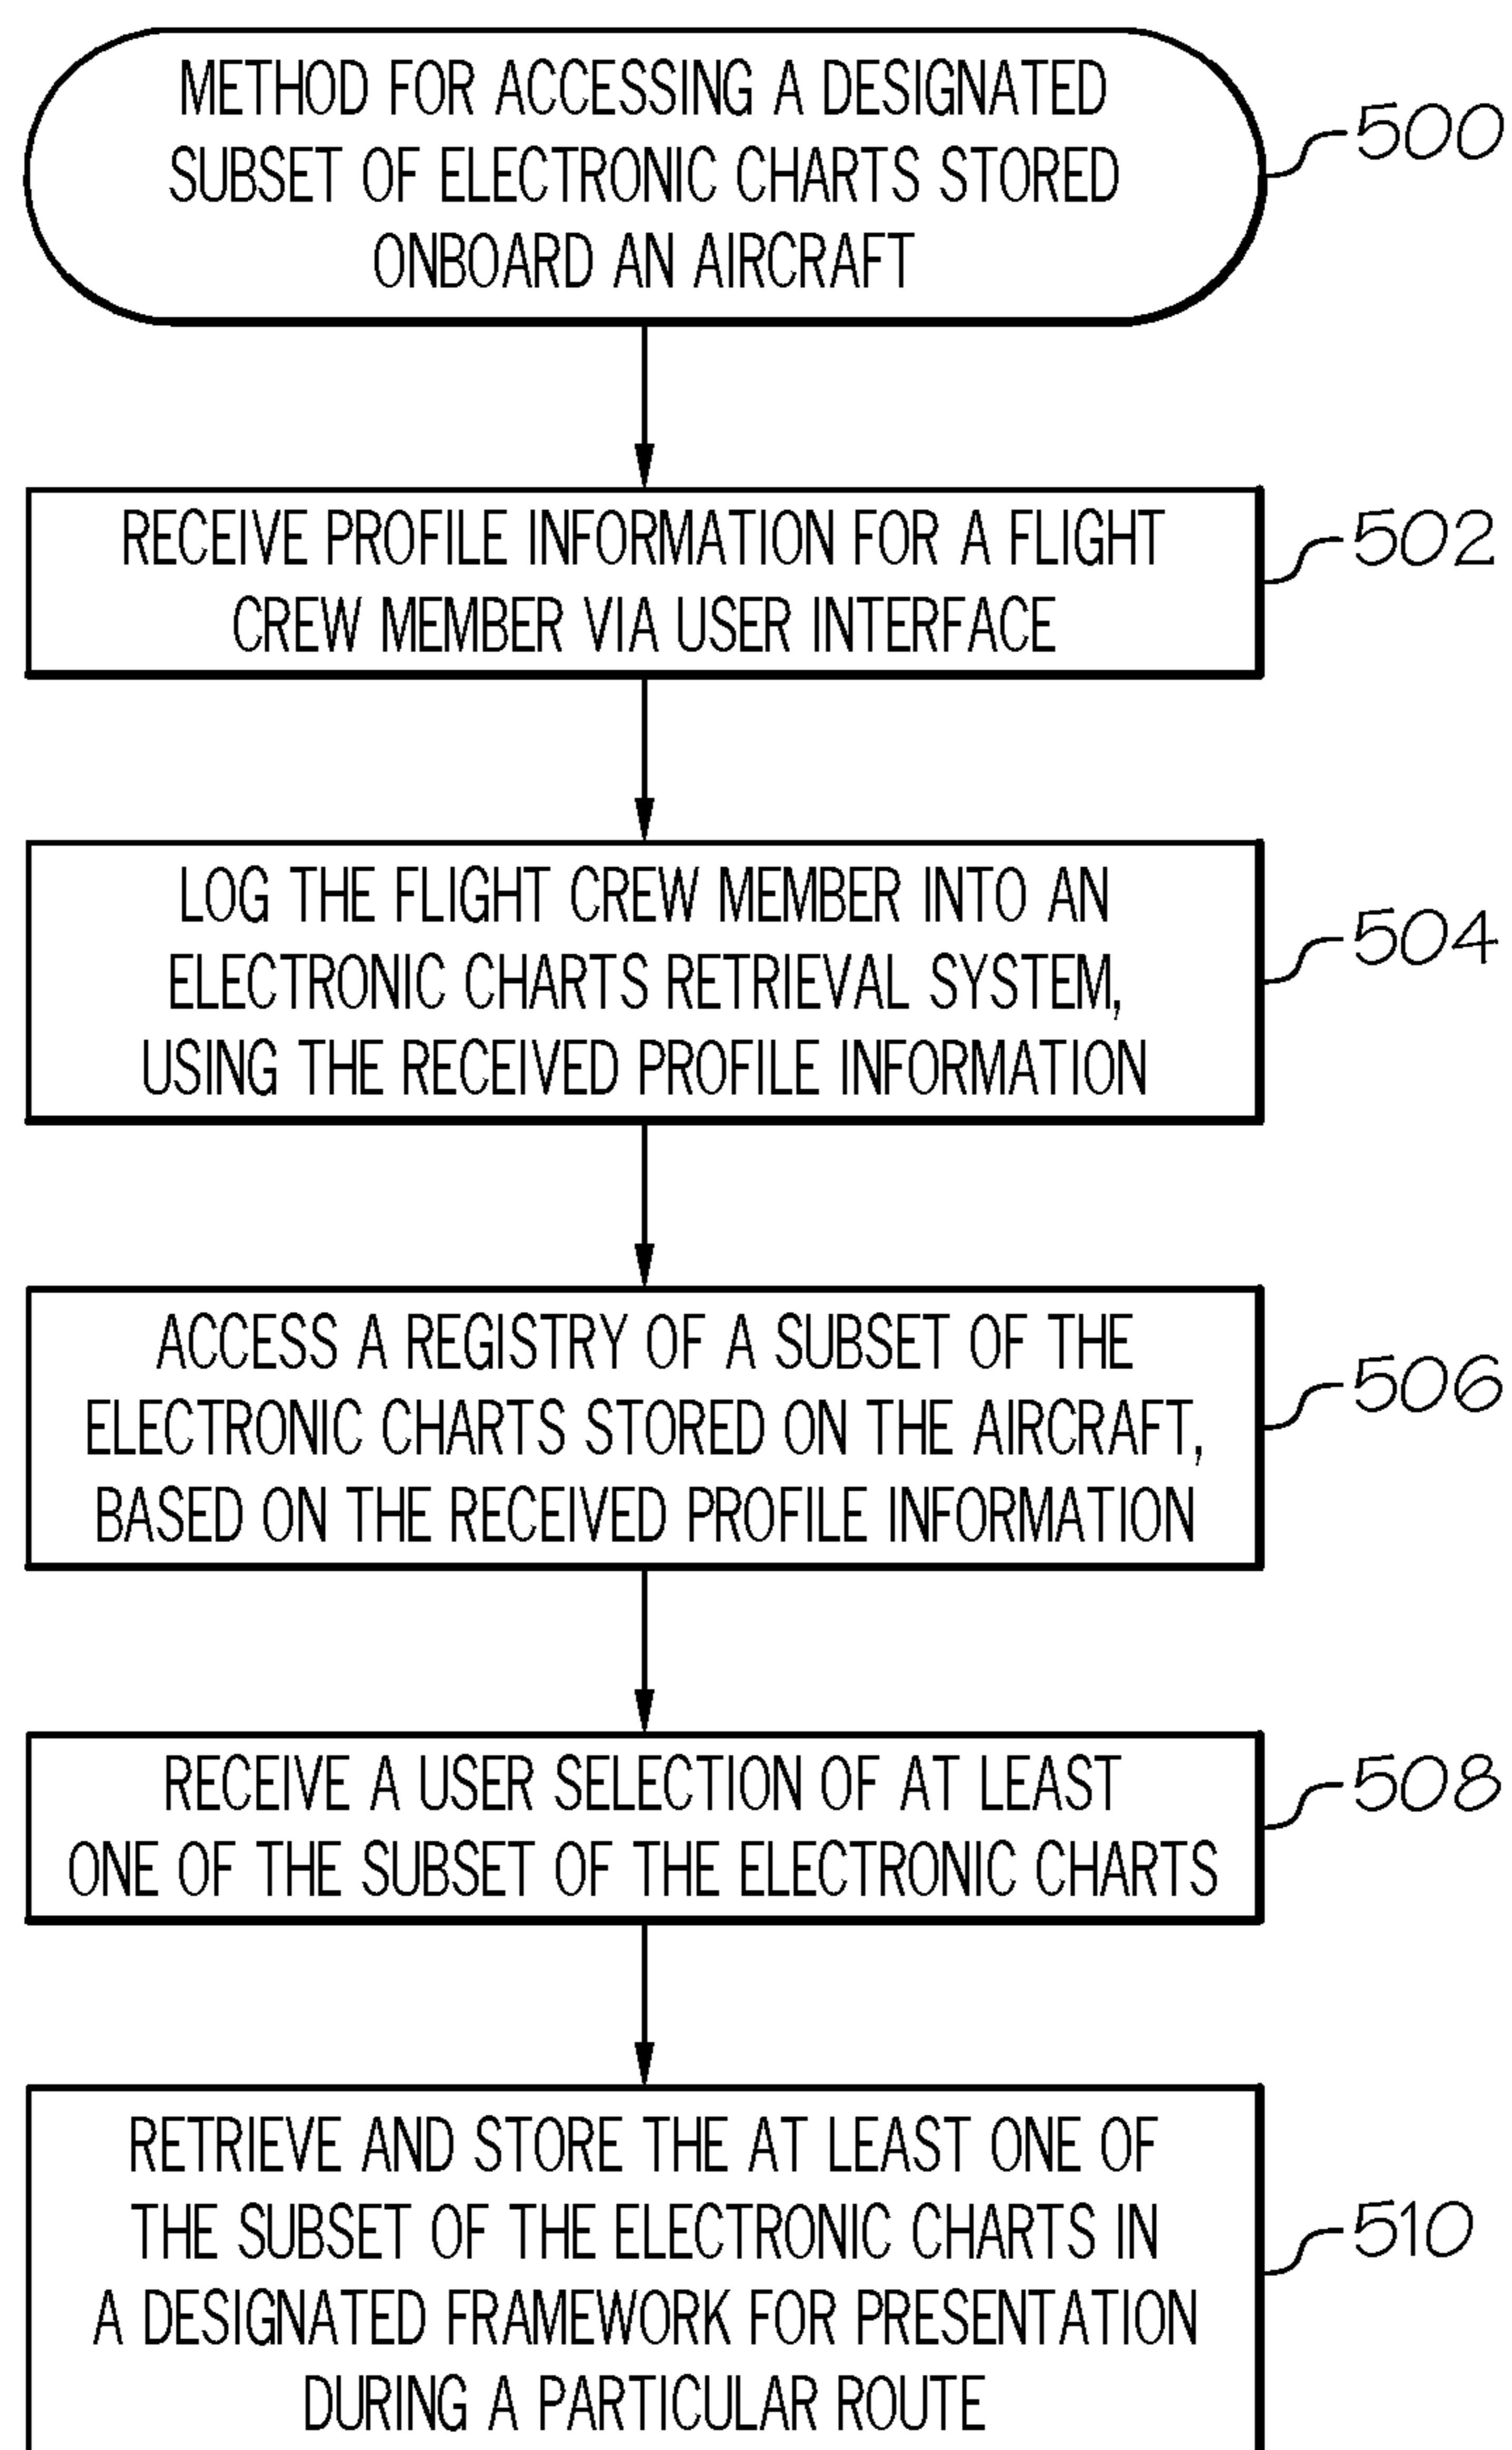 METHOD FOR ACCESSING A DESIGNATED
SUBSET OF ELECTRONIC CHARTS STORED
ONBOARD AN AIRCRAFT
500
RECEIVE PROFILE INFORMATION FOR A FLIGHT
CREW MEMBER VIA USER INTERFACE
502
LOG THE FLIGHT CREW MEMBER INTO AN
ELECTRONIC CHARTS RETRIEVAL SYSTEM,
USING THE RECEIVED PROFILE INFORMATION
504
ACCESS A REGISTRY OF A SUBSET OF THE
ELECTRONIC CHARTS STORED ON THE AIRCRAFT,
BASED ON THE RECEIVED PROFILE INFORMATION
506
RECEIVE A USER SELECTION OF AT LEAST
ONE OF THE SUBSET OF THE ELECTRONIC CHARTS
508
RETRIEVE AND STORE THE AT LEAST ONE OF
THE SUBSET OF THE ELECTRONIC CHARTS IN
A DESIGNATED FRAMEWORK FOR PRESENTATION
DURING A PARTICULAR ROUTE
510